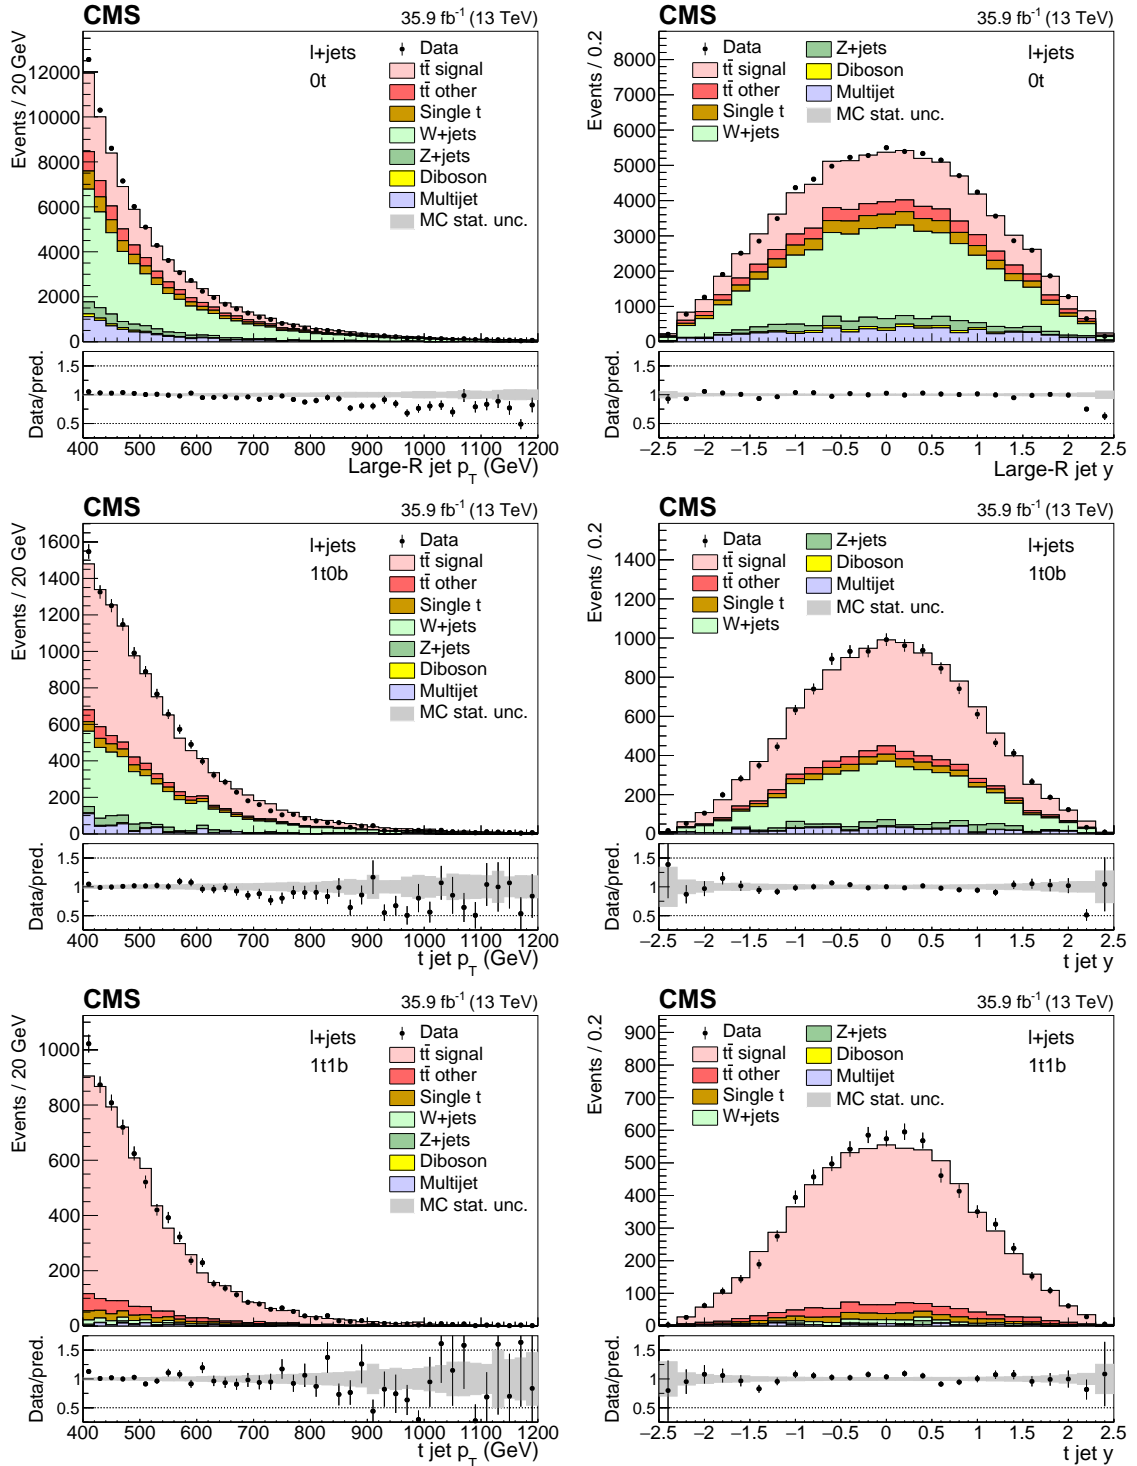 CMS 35.9 fb⁻¹ (13 TeV)
Events / 20 GeV
l+jets
0t
Data
tt̄ signal
tt̄ other
Single t
W+jets
Z+jets
Diboson
Multijet
MC stat. unc.
12000
10000
8000
6000
4000
2000
0
Data/pred.
1.5
1
0.5
400 500 600 700 800 900 1000 1100 1200
Large-R jet p_T (GeV)
CMS 35.9 fb⁻¹ (13 TeV)
Events / 0.2
Data
tt̄ signal
tt̄ other
Single t
W+jets
Z+jets
Diboson
Multijet
MC stat. unc.
l+jets
0t
8000
7000
6000
5000
4000
3000
2000
1000
0
Data/pred.
1.5
1
0.5
−2.5 −2 −1.5 −1 −0.5 0 0.5 1 1.5 2 2.5
Large-R jet y
CMS 35.9 fb⁻¹ (13 TeV)
Events / 20 GeV
l+jets
1t0b
Data
tt̄ signal
tt̄ other
Single t
W+jets
Z+jets
Diboson
Multijet
MC stat. unc.
1600
1400
1200
1000
800
600
400
200
0
Data/pred.
1.5
1
0.5
400 500 600 700 800 900 1000 1100 1200
t jet p_T (GeV)
CMS 35.9 fb⁻¹ (13 TeV)
Events / 0.2
Data
tt̄ signal
tt̄ other
Single t
W+jets
Z+jets
Diboson
Multijet
MC stat. unc.
l+jets
1t0b
1400
1200
1000
800
600
400
200
0
Data/pred.
1.5
1
0.5
−2.5 −2 −1.5 −1 −0.5 0 0.5 1 1.5 2 2.5
t jet y
CMS 35.9 fb⁻¹ (13 TeV)
Events / 20 GeV
l+jets
1t1b
Data
tt̄ signal
tt̄ other
Single t
W+jets
Z+jets
Diboson
Multijet
MC stat. unc.
1000
800
600
400
200
0
Data/pred.
1.5
1
0.5
400 500 600 700 800 900 1000 1100 1200
t jet p_T (GeV)
CMS 35.9 fb⁻¹ (13 TeV)
Events / 0.2
Data
tt̄ signal
tt̄ other
Single t
W+jets
Z+jets
Diboson
Multijet
MC stat. unc.
l+jets
1t1b
900
800
700
600
500
400
300
200
100
0
Data/pred.
1.5
1
0.5
−2.5 −2 −1.5 −1 −0.5 0 0.5 1 1.5 2 2.5
t jet y